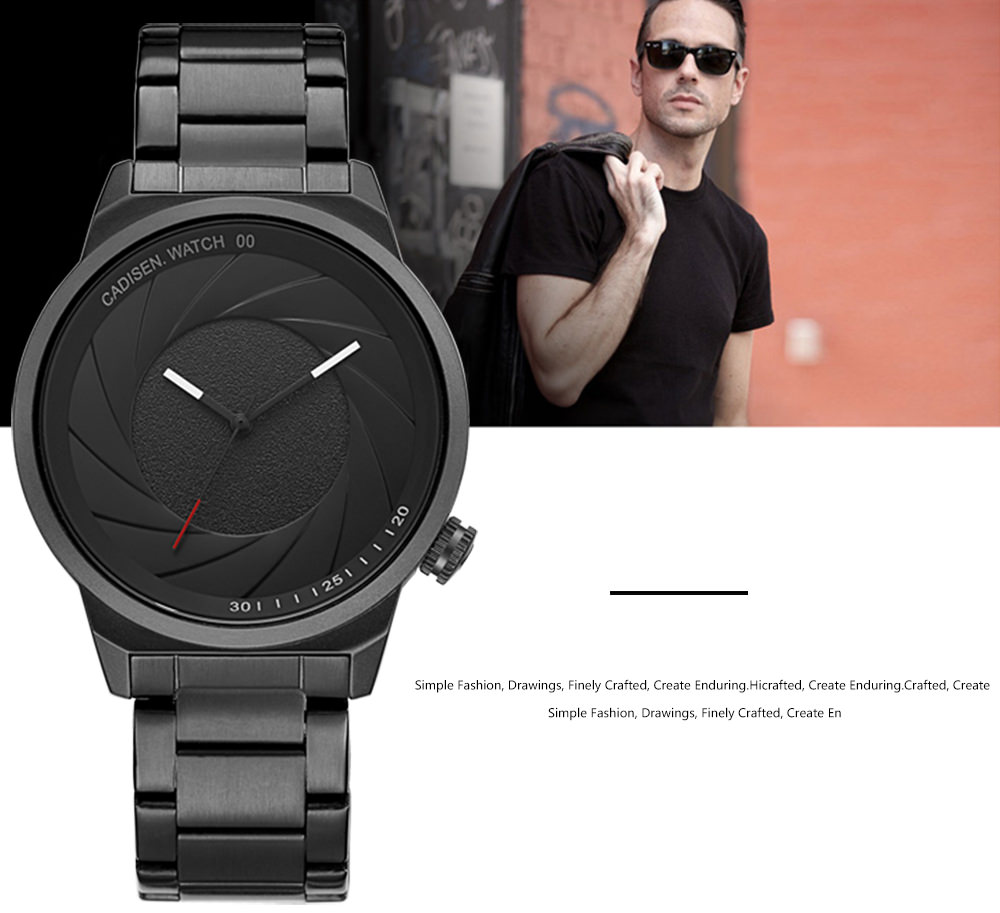 CADISEN. WATCH 00
20
25
30
Simple Fashion, Drawings, Finely Crafted, Create Enduring.Hicrafted, Create Enduring.Crafted, Create
Simple Fashion, Drawings, Finely Crafted, Create En